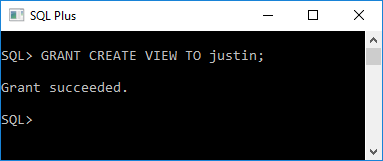 SQL Plus
SQL> GRANT CREATE VIEW TO justin;
Grant succeeded.
SQL>